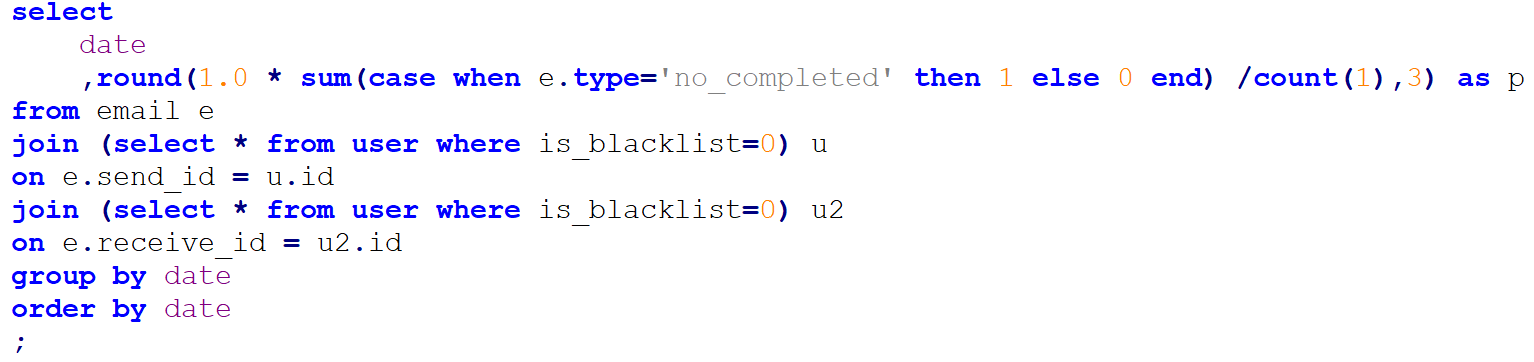 select
    date
    ,round(1.0 * sum(case when e.type='no_completed' then 1 else 0 end) /count(1),3) as p
from email e
join (select * from user where is_blacklist=0) u
on e.send_id = u.id
join (select * from user where is_blacklist=0) u2
on e.receive_id = u2.id
group by date
order by date
;